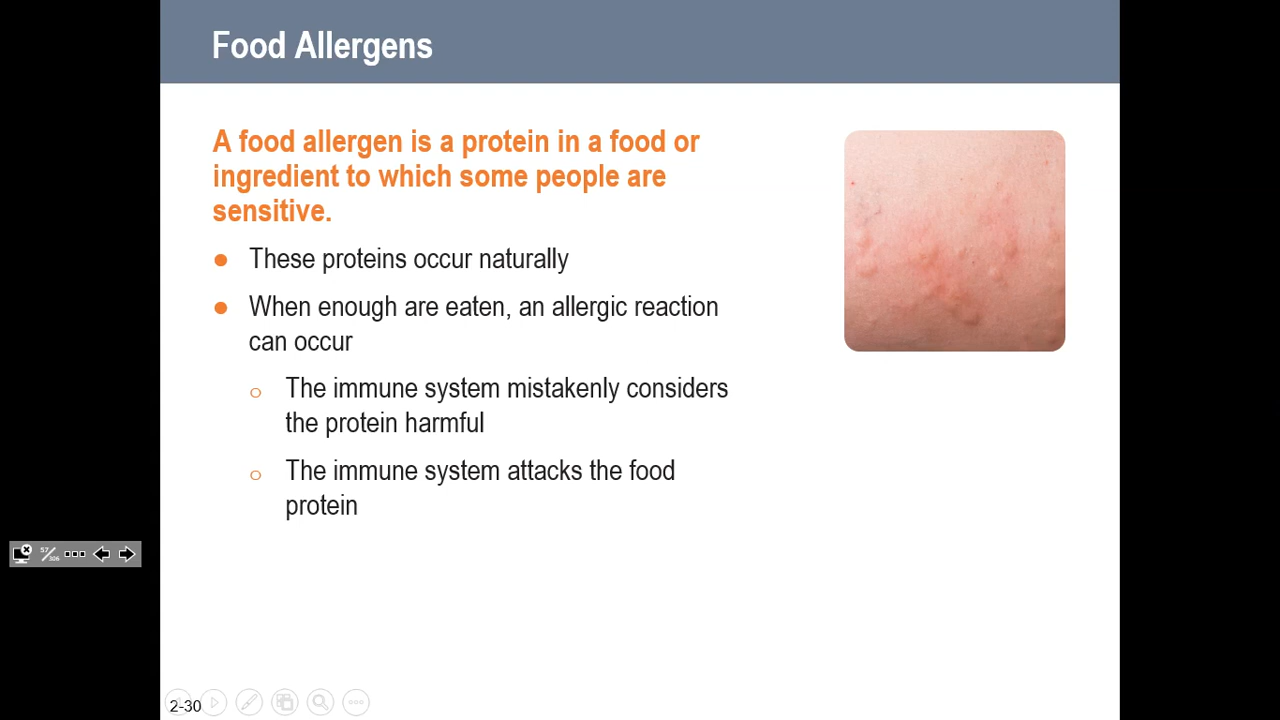 Food Allergens
A food allergen is a protein in a food or
ingredient to which some people are
sensitive.
These proteins occur naturally
When enough are eaten, an allergic reaction
can occur
The immune system mistakenly considers
the protein harmful
The immune system attacks the food
protein
57/306
2-30